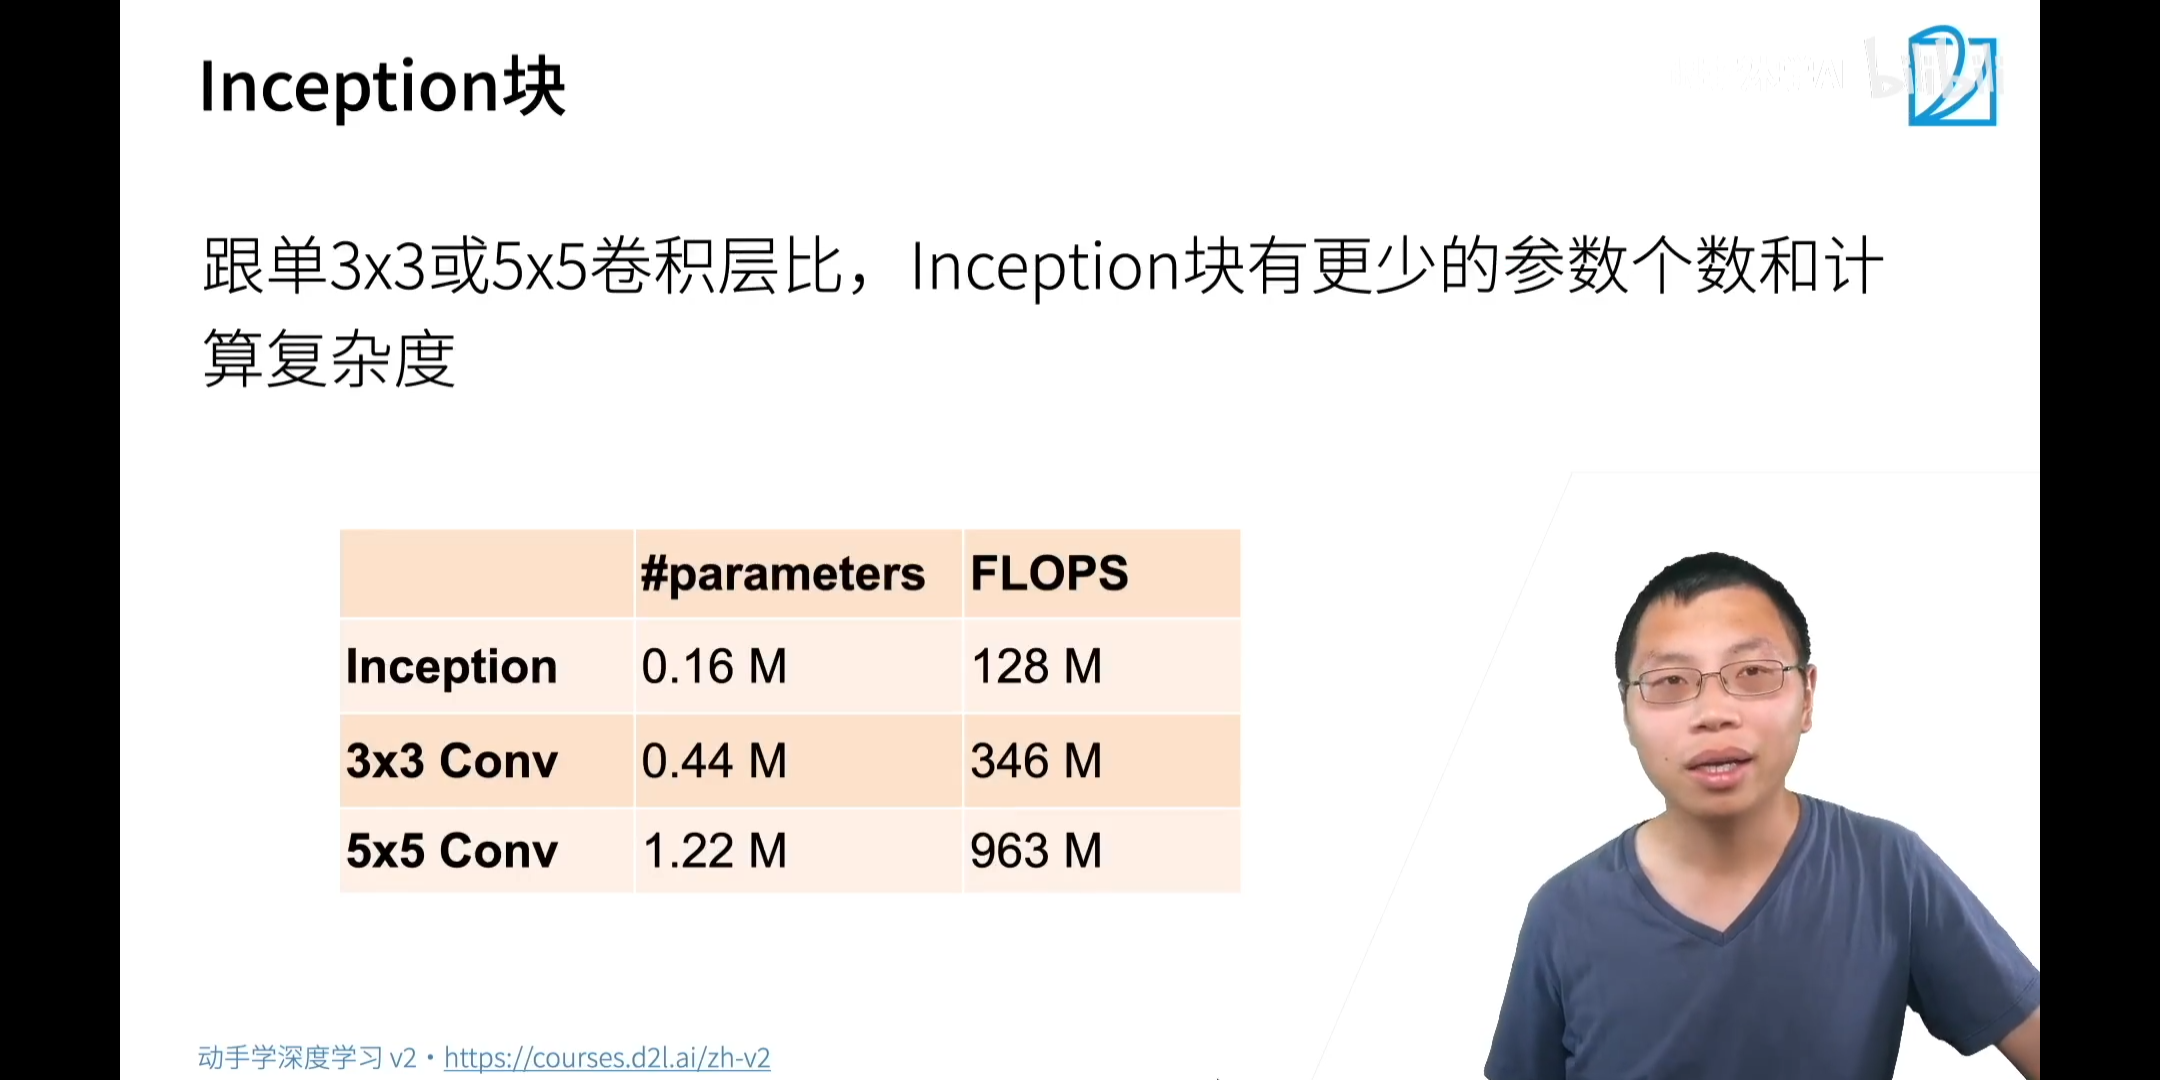 Inception块
bilibili
跟单3x3或5x5卷积层比，Inception块有更少的参数个数和计
算复杂度
#parameters FLOPS
Inception 0.16 M 128 M
3x3 Conv 0.44 M 346 M
5x5 Conv 1.22 M 963 M
动手学深度学习 v2 • https://courses.d2l.ai/zh-v2